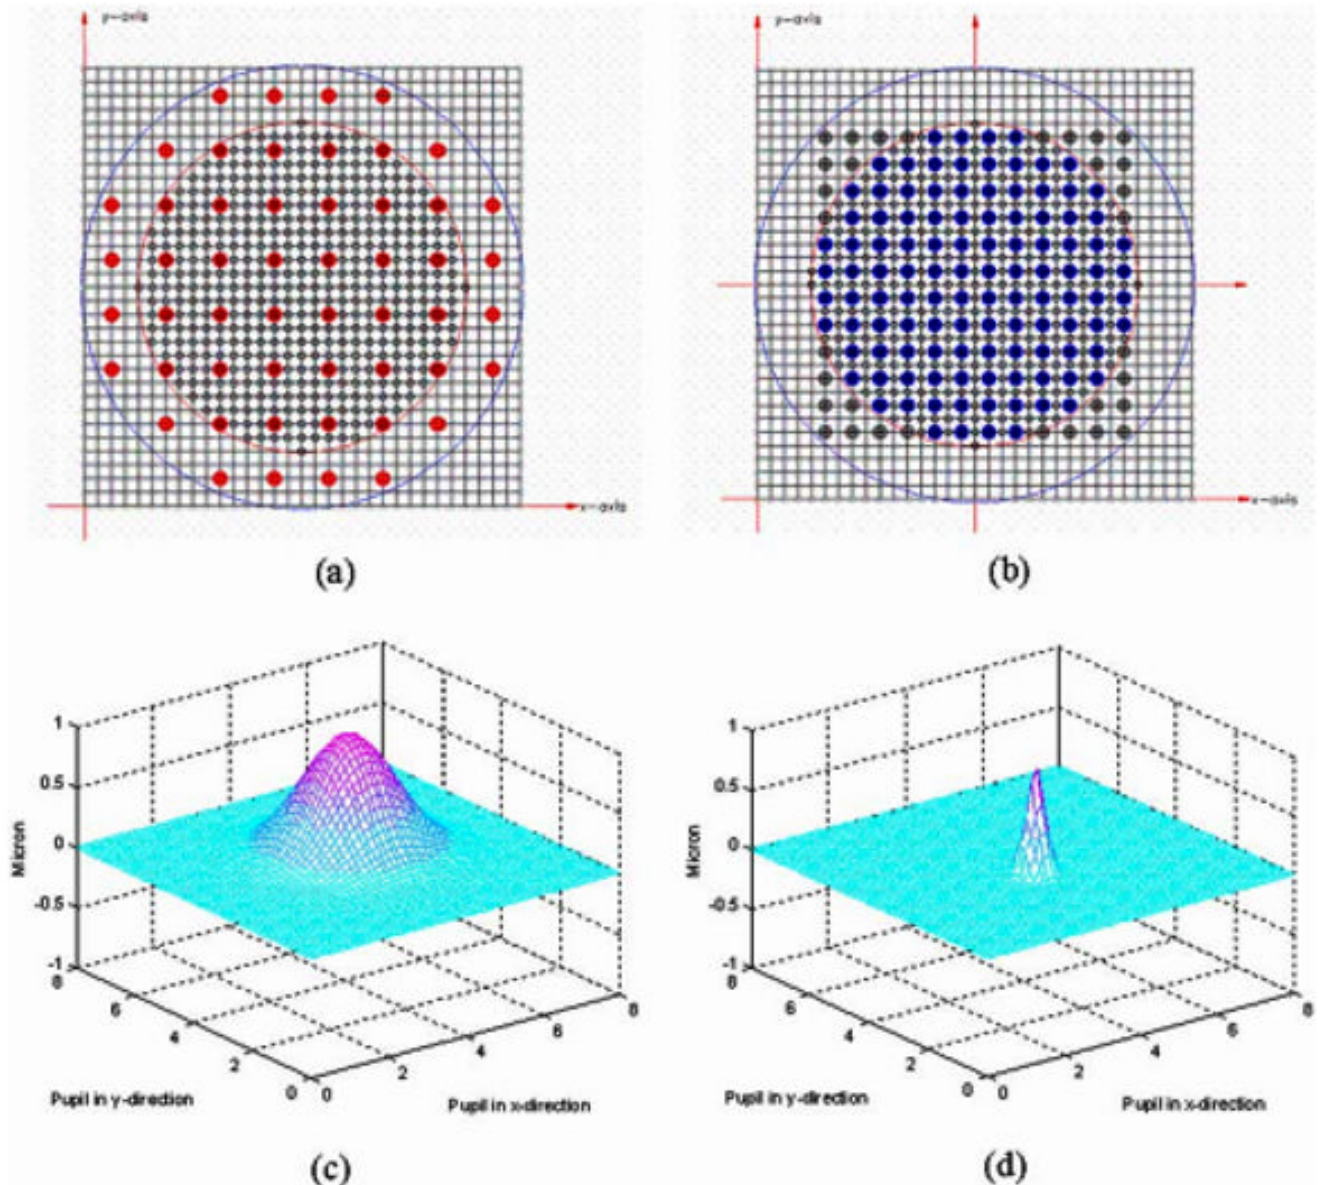 y-axis
y-axis
x-axis
x-axis
(a)
(b)
1
0.5
0
-0.5
-1
Micron
8
6
4
2
0
0
2
4
6
8
Pupil in y-direction
Pupil in x-direction
1
0.5
0
-0.5
-1
Micron
8
6
4
2
0
0
2
4
6
8
Pupil in y-direction
Pupil in x-direction
(c)
(d)